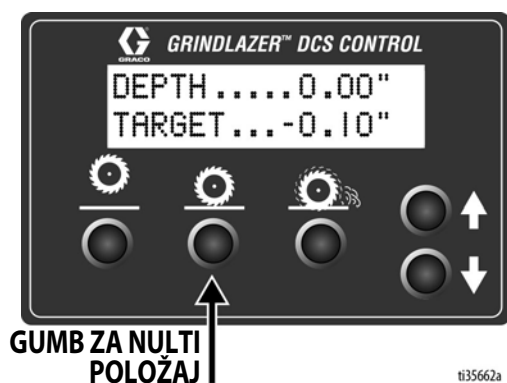 GRACO
GRINDLAZER™ DCS CONTROL
DEPTH.....0.00"
TARGET...-0.10"
GUMB ZA NULTI
POLOŽAJ
ti35662a